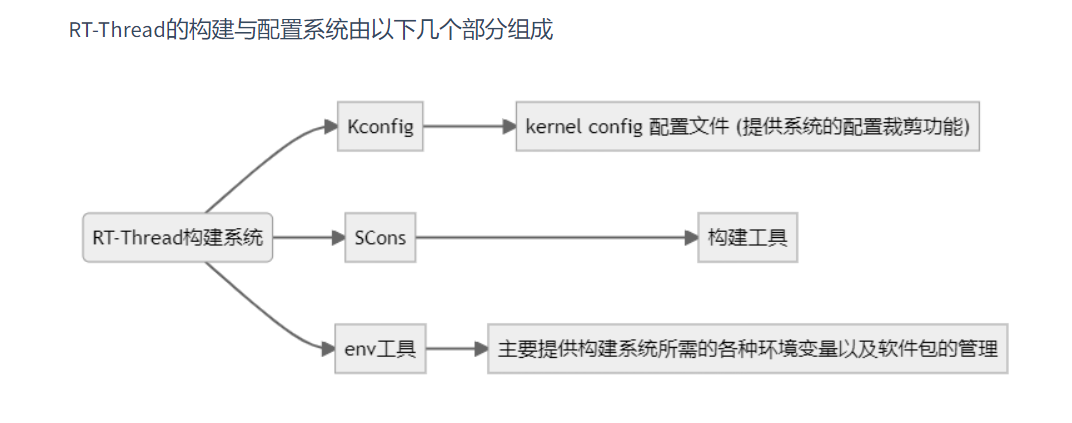 RT-Thread的构建与配置系统由以下几个部分组成
Kconfig
kernel config 配置文件 (提供系统的配置裁剪功能)
RT-Thread构建系统
SCons
构建工具
env工具
主要提供构建系统所需的各种环境变量以及软件包的管理